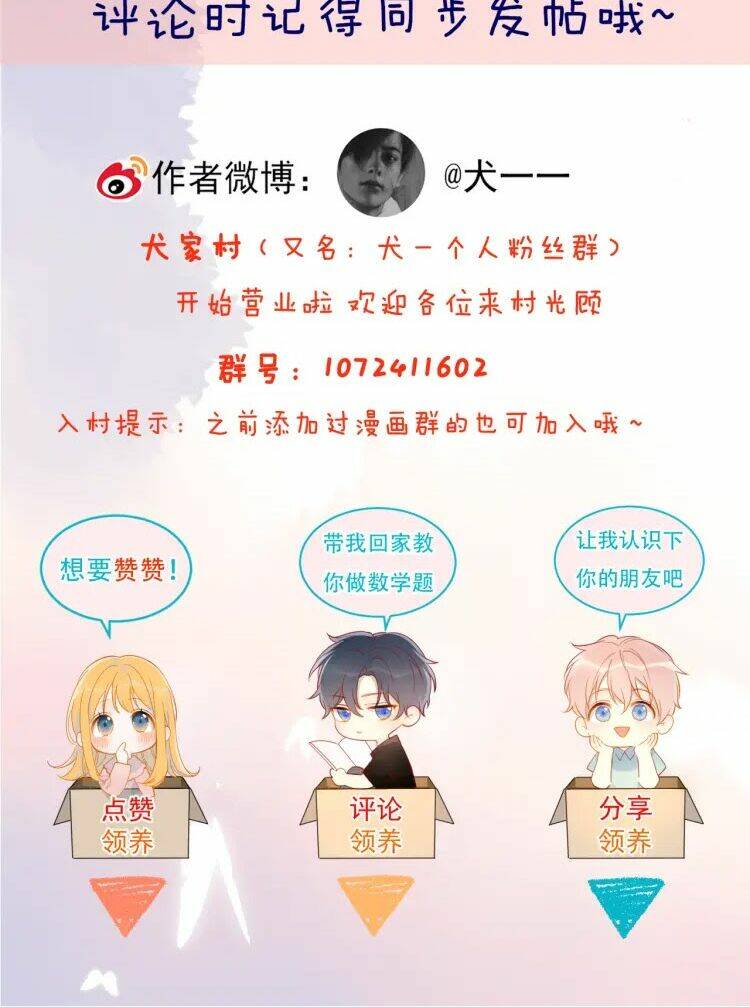 评论时记得同步发帖哦~
作者微博： @犬一一
犬家村（又名：犬一个人粉丝群）
开始营业啦 欢迎各位来村光顾
群号：1072411602
入村提示：之前添加过漫画群的也可加入哦~
想要赞赞！
带我回家教
你做数学题
让我认识下
你的朋友吧
点赞
领养
评论
领养
分享
领养